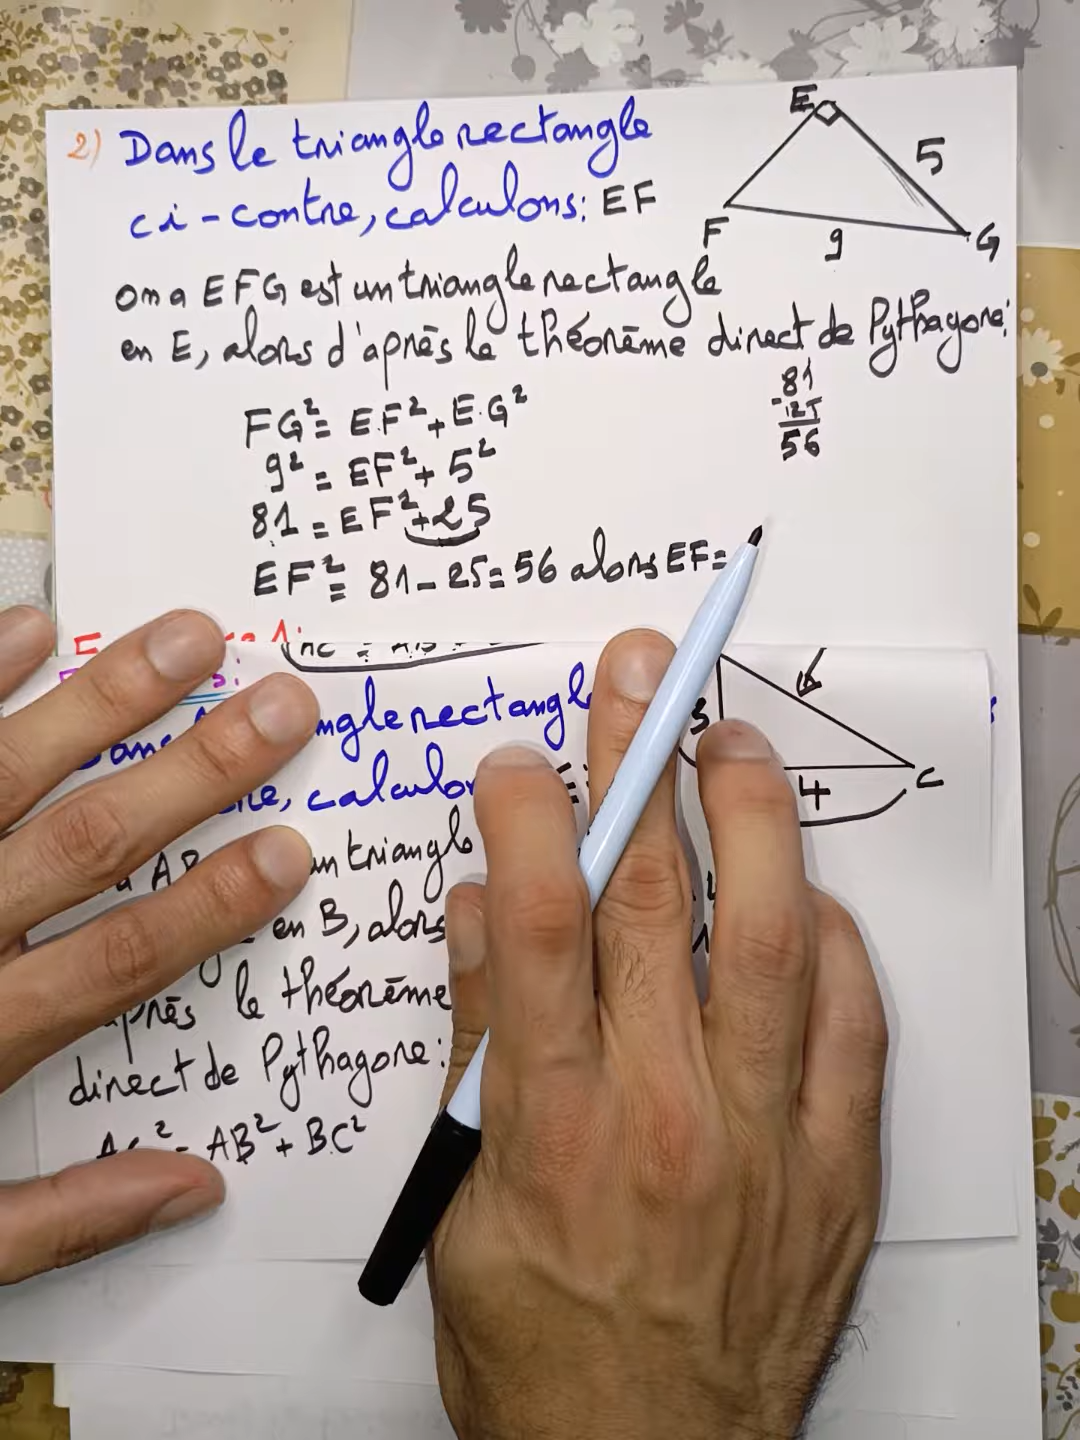 2) Dans le triangle rectangle
ci-contre, calculons: EF
E
5
F
9
G
on a EFG est un triangle rectangle
en E, alors d'après le théorème direct de Pythagore:
FG² = EF² + EG²
9² = EF² + 5²
81 = EF² + 25
EF² = 81 - 25 = 56 alors EF =
81
- 25
56
rectangle
calculons
4
C
un triangle
en B, alors
le théorème
direct de Pythagore:
AB² + BC²